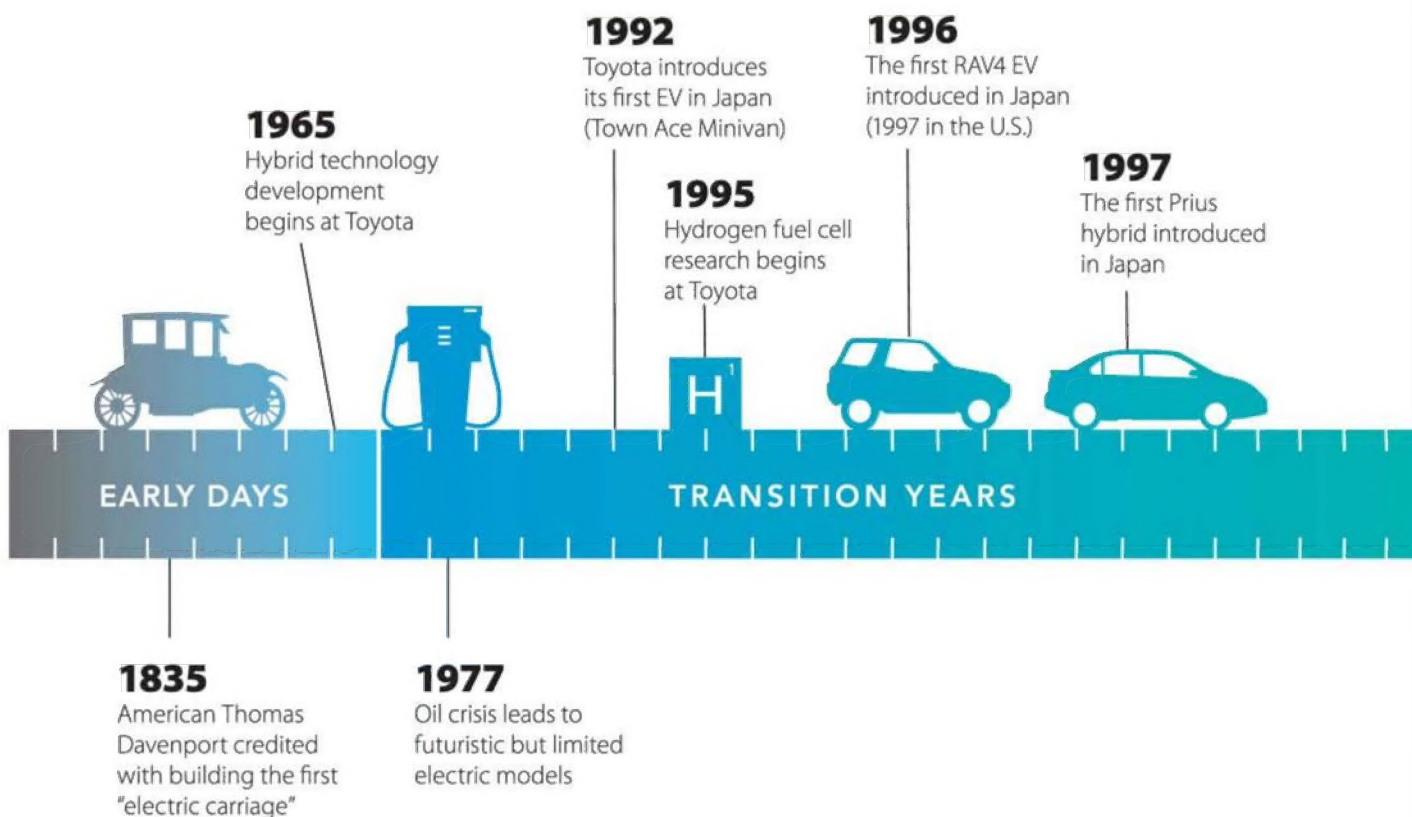 1992
Toyota introduces
its first EV in Japan
(Town Ace Minivan)
1996
The first RAV4 EV
introduced in Japan
(1997 in the U.S.)
1965
Hybrid technology
development
begins at Toyota
1995
Hydrogen fuel cell
research begins
at Toyota
1997
The first Prius
hybrid introduced
in Japan
H 1
EARLY DAYS
TRANSITION YEARS
1835
American Thomas
Davenport credited
with building the first
"electric carriage"
1977
Oil crisis leads to
futuristic but limited
electric models